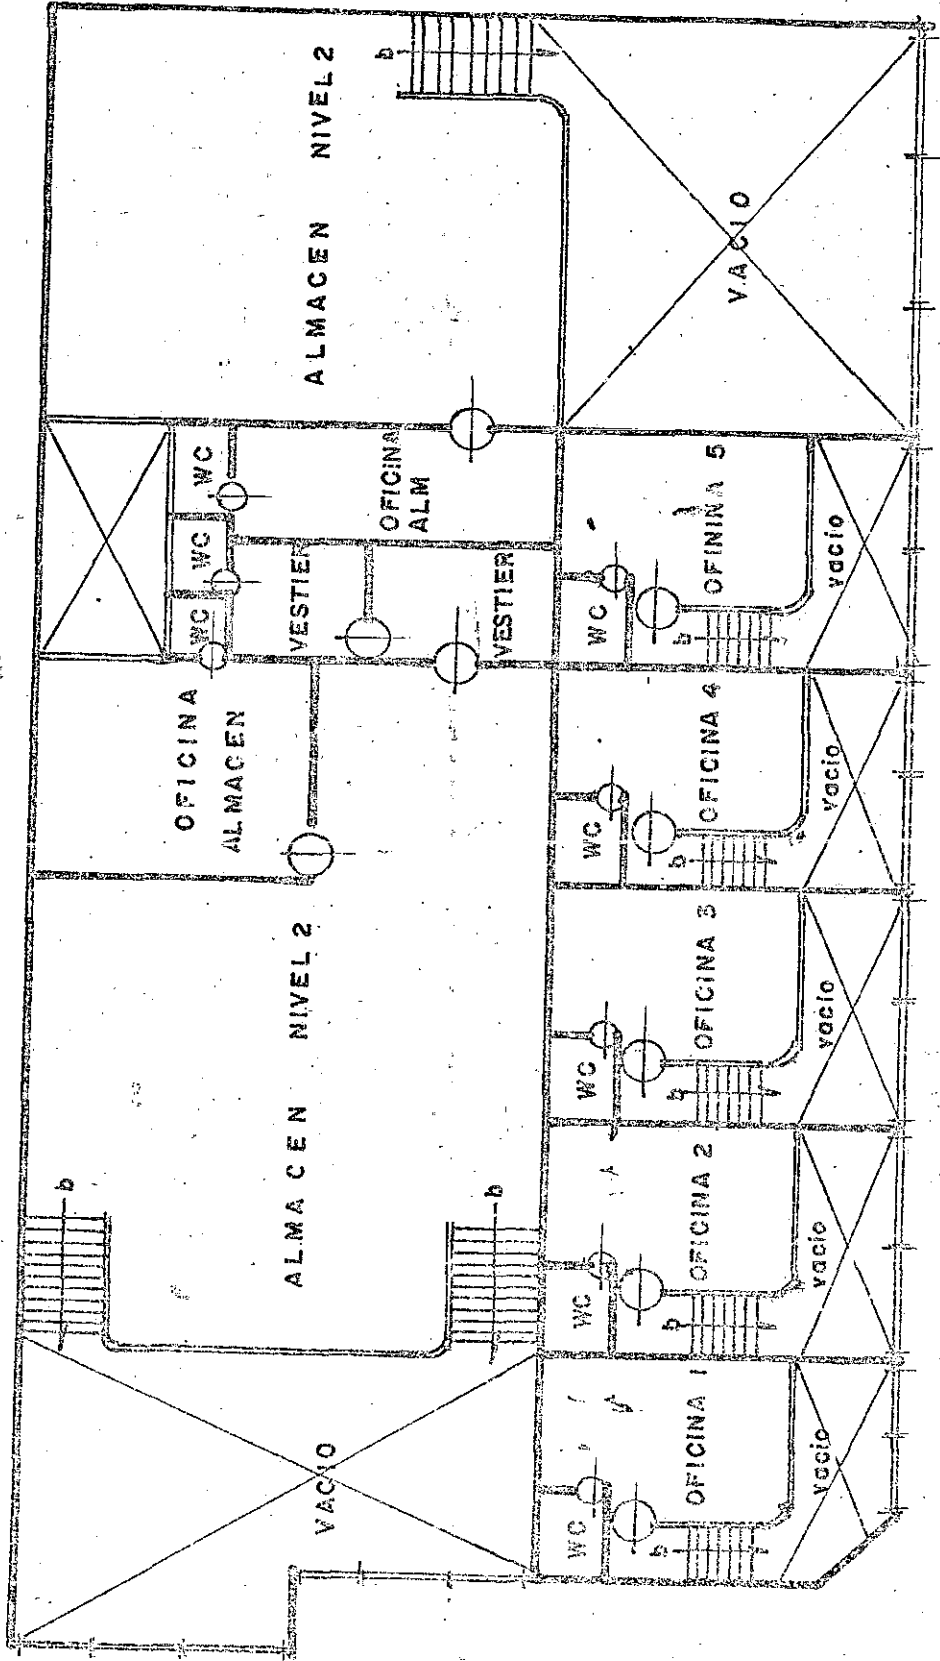 ALMACEN NIVEL 2
b
VACIO
WC
WC
WC
OFICINA
ALM
VESTIER
VESTIER
OFICINA
ALMACEN
ALMACEN NIVEL 2
b
b
VACIO
OFININA 5
WC
b
vacio
OFICINA 4
WC
b
vacio
OFICINA 3
WC
b
vacio
OFICINA 2
WC
b
vacio
OFICINA 1
WC
b
vacio